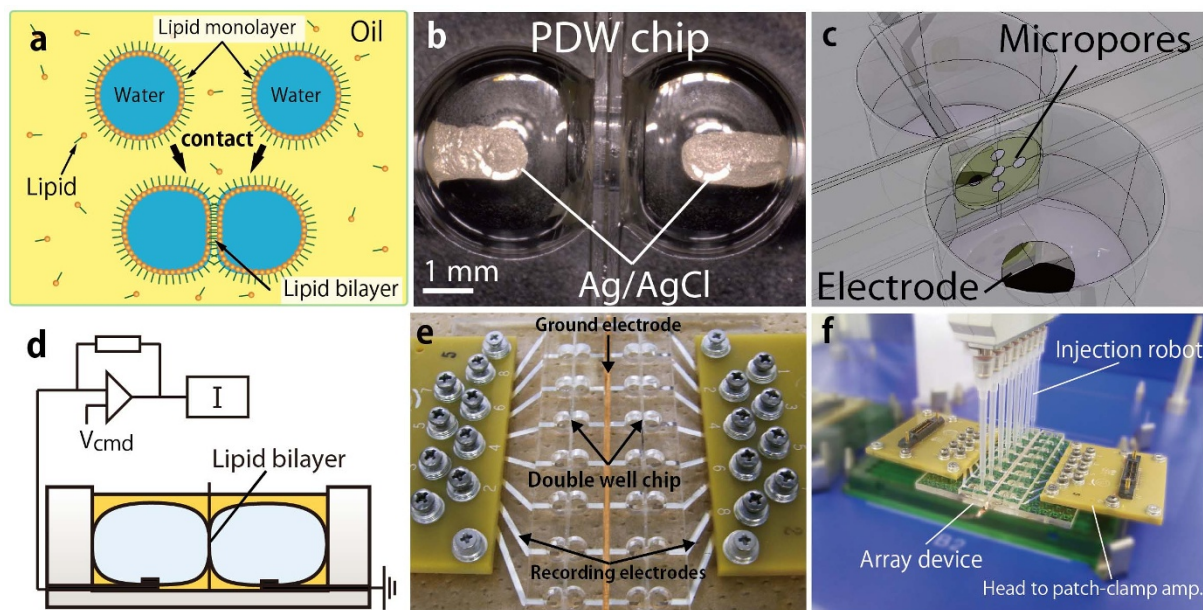 a
Lipid monolayer
Oil
Water
Water
contact
Lipid
Lipid bilayer
b
PDW chip
1 mm
Ag/AgCl
c
Micropores
Electrode
d
I
Vcmd
Lipid bilayer
e
Ground electrode
Double well chip
Recording electrodes
f
Injection robot
Array device
Head to patch-clamp amp.